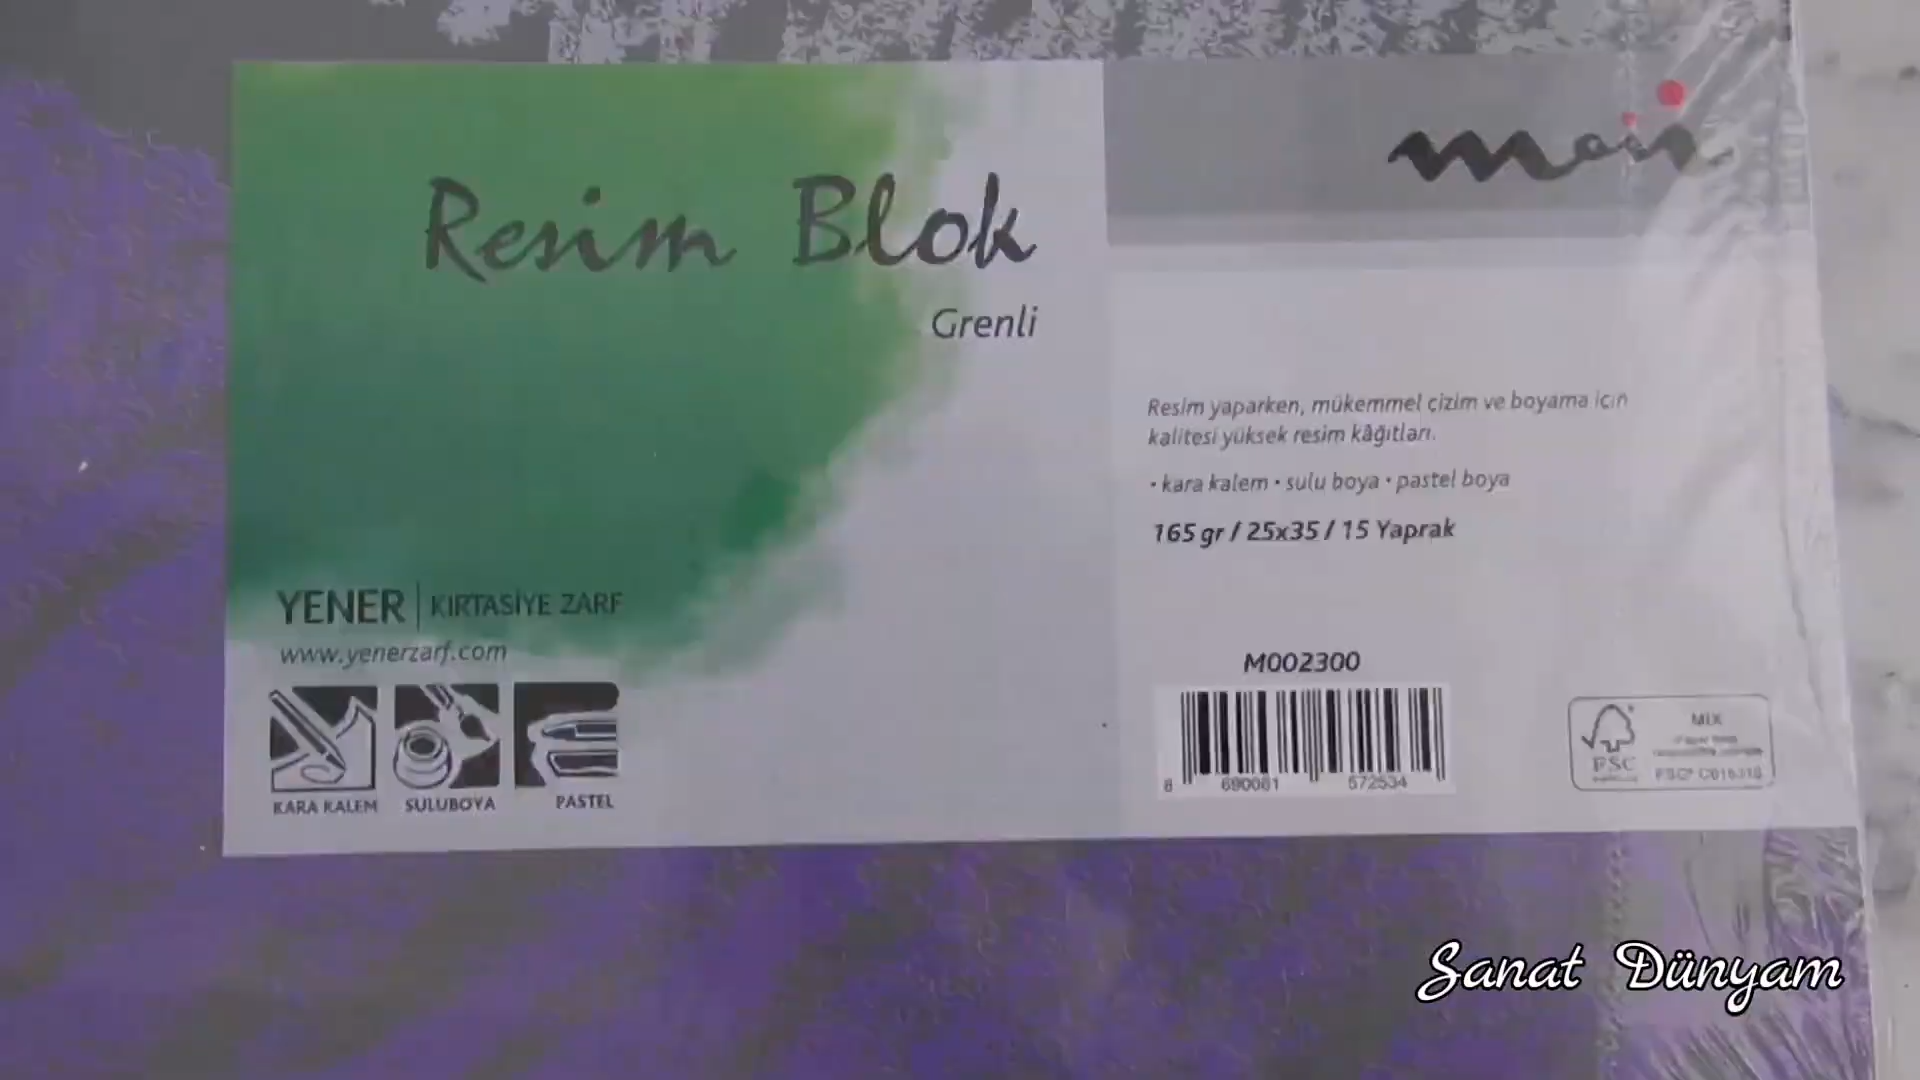 Resim Blok
Grenli
YENER | KIRTASİYE ZARF
www.yenerzarf.com
KARA KALEM
SULUBOYA
PASTEL
Resim yaparken, mükemmel çizim ve boyama için
kalitesi yüksek resim kâğıtları.
• kara kalem • sulu boya • pastel boya
165 gr / 25x35 / 15 Yaprak
M002300
8 690061 572534
MIX
FSC
Sanat Dünyam